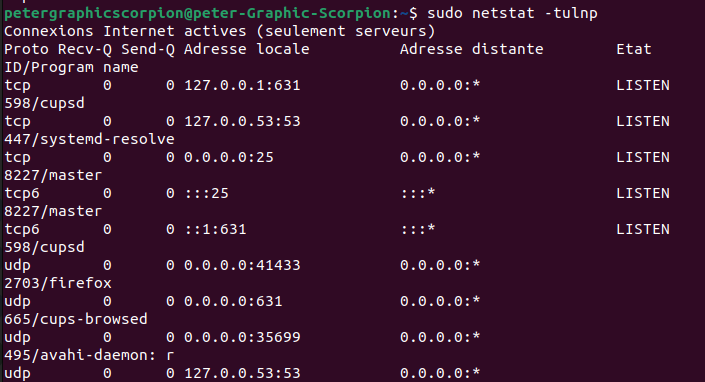 petergraphicscorpion@peter-Graphic-Scorpion:~$ sudo netstat -tulnp
Connexions Internet actives (seulement serveurs)
Proto Recv-Q Send-Q Adresse locale          Adresse distante        Etat
ID/Program name
tcp        0      0 127.0.0.1:631           0.0.0.0:*               LISTEN
598/cupsd
tcp        0      0 127.0.0.53:53           0.0.0.0:*               LISTEN
447/systemd-resolve
tcp        0      0 0.0.0.0:25              0.0.0.0:*               LISTEN
8227/master
tcp6       0      0 :::25                   :::*                    LISTEN
8227/master
tcp6       0      0 ::1:631                 :::*                    LISTEN
598/cupsd
udp        0      0 0.0.0.0:41433           0.0.0.0:*
2703/firefox
udp        0      0 0.0.0.0:631             0.0.0.0:*
665/cups-browsed
udp        0      0 0.0.0.0:35699           0.0.0.0:*
495/avahi-daemon: r
udp        0      0 127.0.0.53:53           0.0.0.0:*